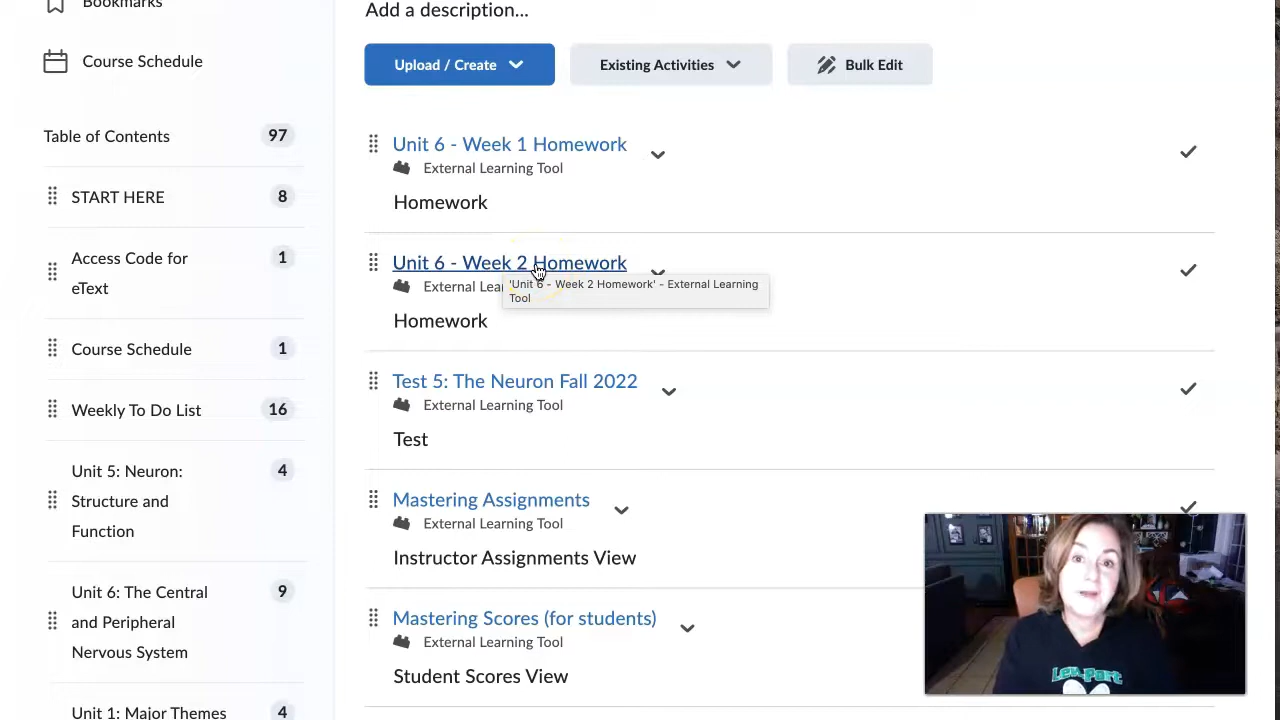 Bookmarks
Course Schedule
Table of Contents 97
START HERE 8
Access Code for 1
eText
Course Schedule 1
Weekly To Do List 16
Unit 5: Neuron: 4
Structure and
Function
Unit 6: The Central 9
and Peripheral
Nervous System
Unit 1: Major Themes 4
Add a description...
Upload / Create
Existing Activities
Bulk Edit
Unit 6 - Week 1 Homework
External Learning Tool
Homework
Unit 6 - Week 2 Homework
External Lea
'Unit 6 - Week 2 Homework' - External Learning
Tool
Homework
Test 5: The Neuron Fall 2022
External Learning Tool
Test
Mastering Assignments
External Learning Tool
Instructor Assignments View
Mastering Scores (for students)
External Learning Tool
Student Scores View